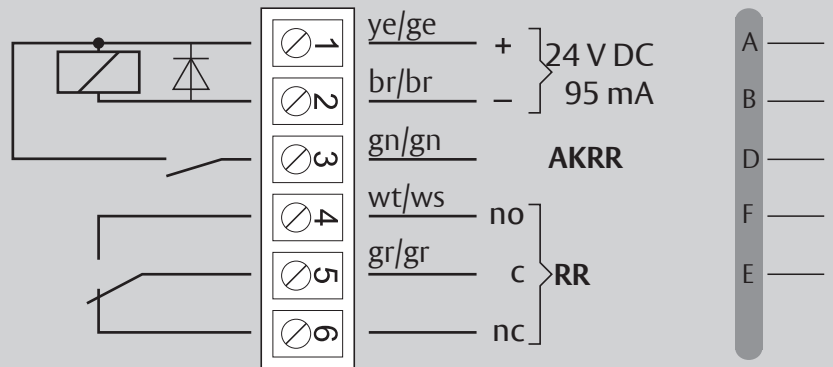 1 ye/ge + 24 V DC A
2 br/br – 95 mA B
3 gn/gn AKRR D
4 wt/ws no F
5 gr/gr c RR E
6 nc